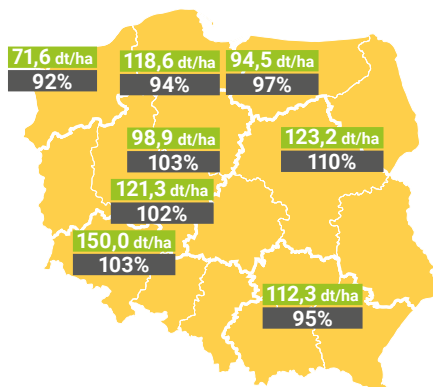 71,6 dt/ha
92%
118,6 dt/ha
94%
94,5 dt/ha
97%
98,9 dt/ha
103%
123,2 dt/ha
110%
121,3 dt/ha
102%
150,0 dt/ha
103%
112,3 dt/ha
95%